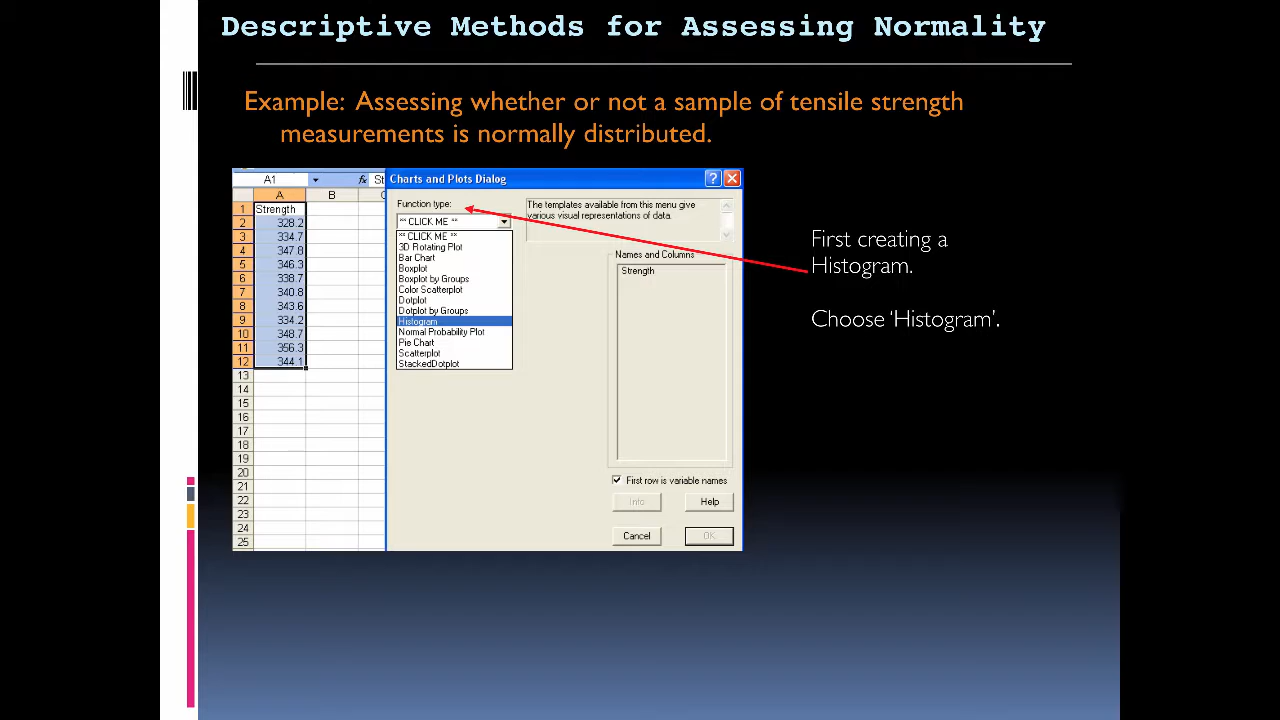 Descriptive Methods for Assessing Normality
Example: Assessing whether or not a sample of tensile strength
measurements is normally distributed.
A1
fx
St
A
B
C
1 Strength
2 328.2
3 334.7
4 347.8
5 346.3
6 338.7
7 340.8
8 343.6
9 334.2
10 348.7
11 356.3
12 344.1
13
14
15
16
17
18
19
20
21
22
23
24
25
Charts and Plots Dialog
?
Function type:
** CLICK ME **
** CLICK ME **
3D Rotating Plot
Bar Chart
Boxplot
Boxplot by Groups
Color Scatterplot
Dotplot
Dotplot by Groups
Histogram
Normal Probability Plot
Pie Chart
Scatterplot
StackedDotplot
The templates available from this menu give
various visual representations of data.
Names and Columns
Strength
First row is variable names
Info
Help
Cancel
OK
First creating a
Histogram.
Choose ‘Histogram’.